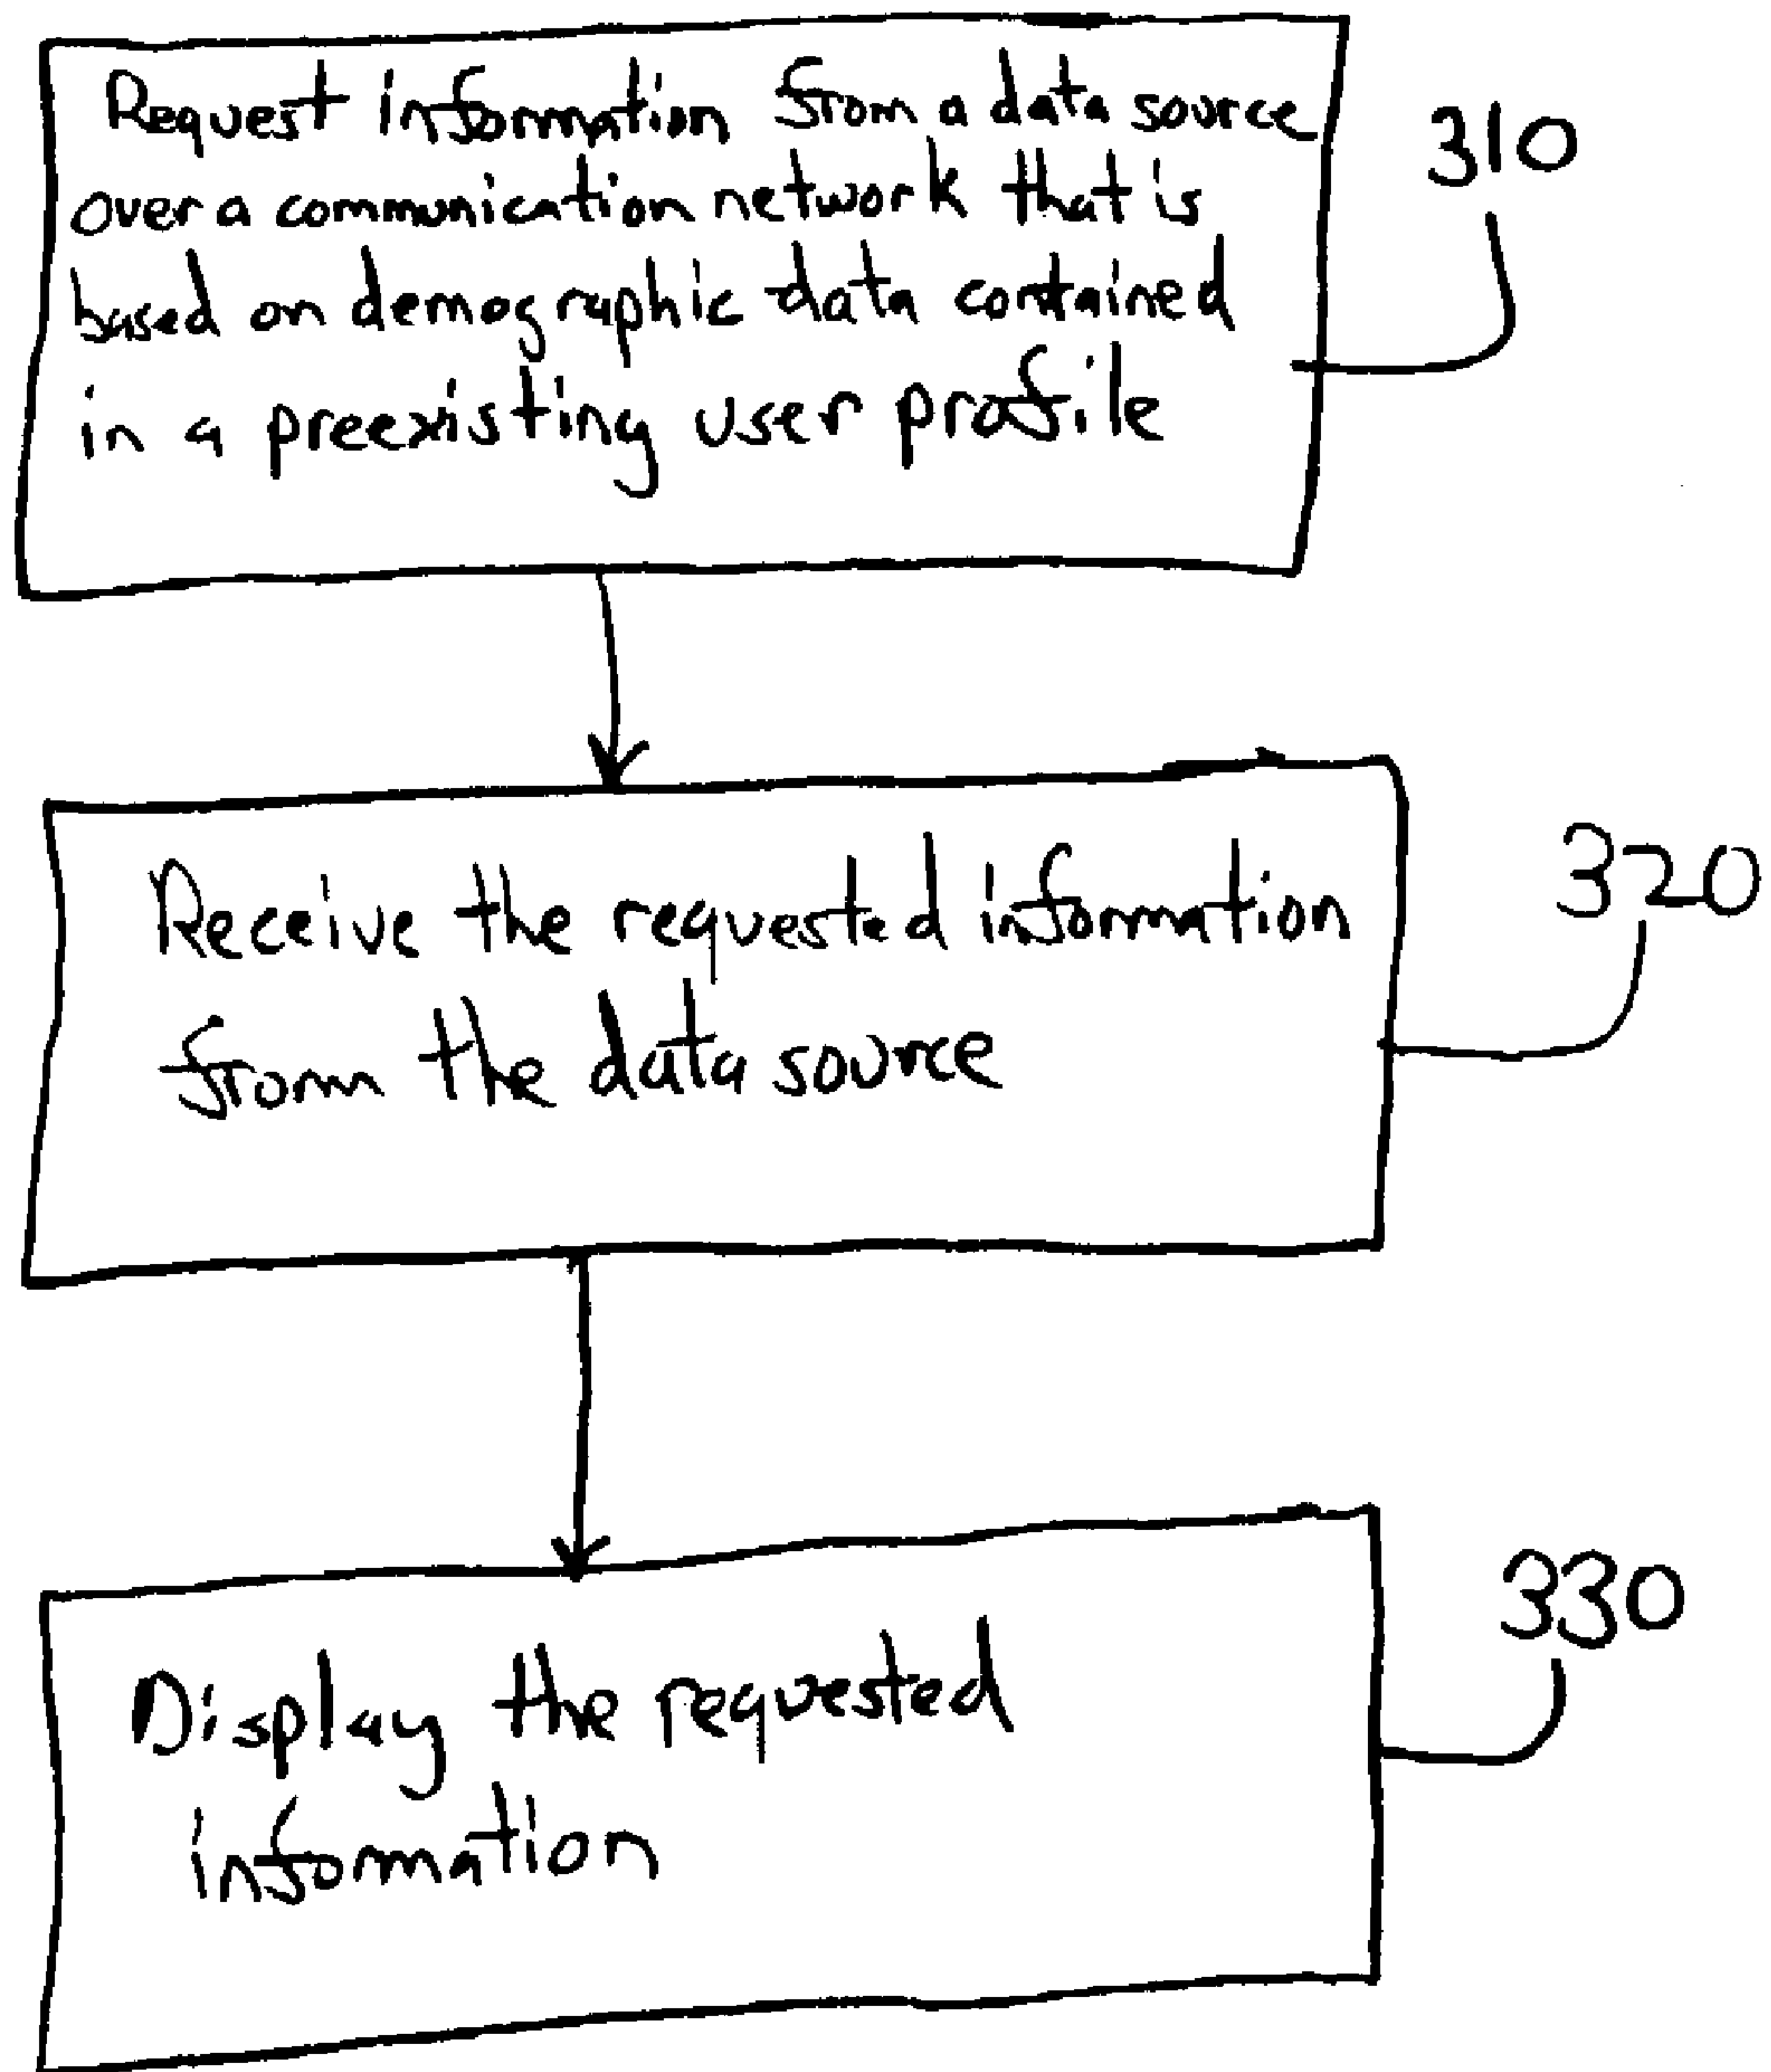 Request information from a data source
over a communication network that is
based on demographic data contained
in a preexisting user profile
310
Receive the requested information
from the data source
320
Display the requested
information
330